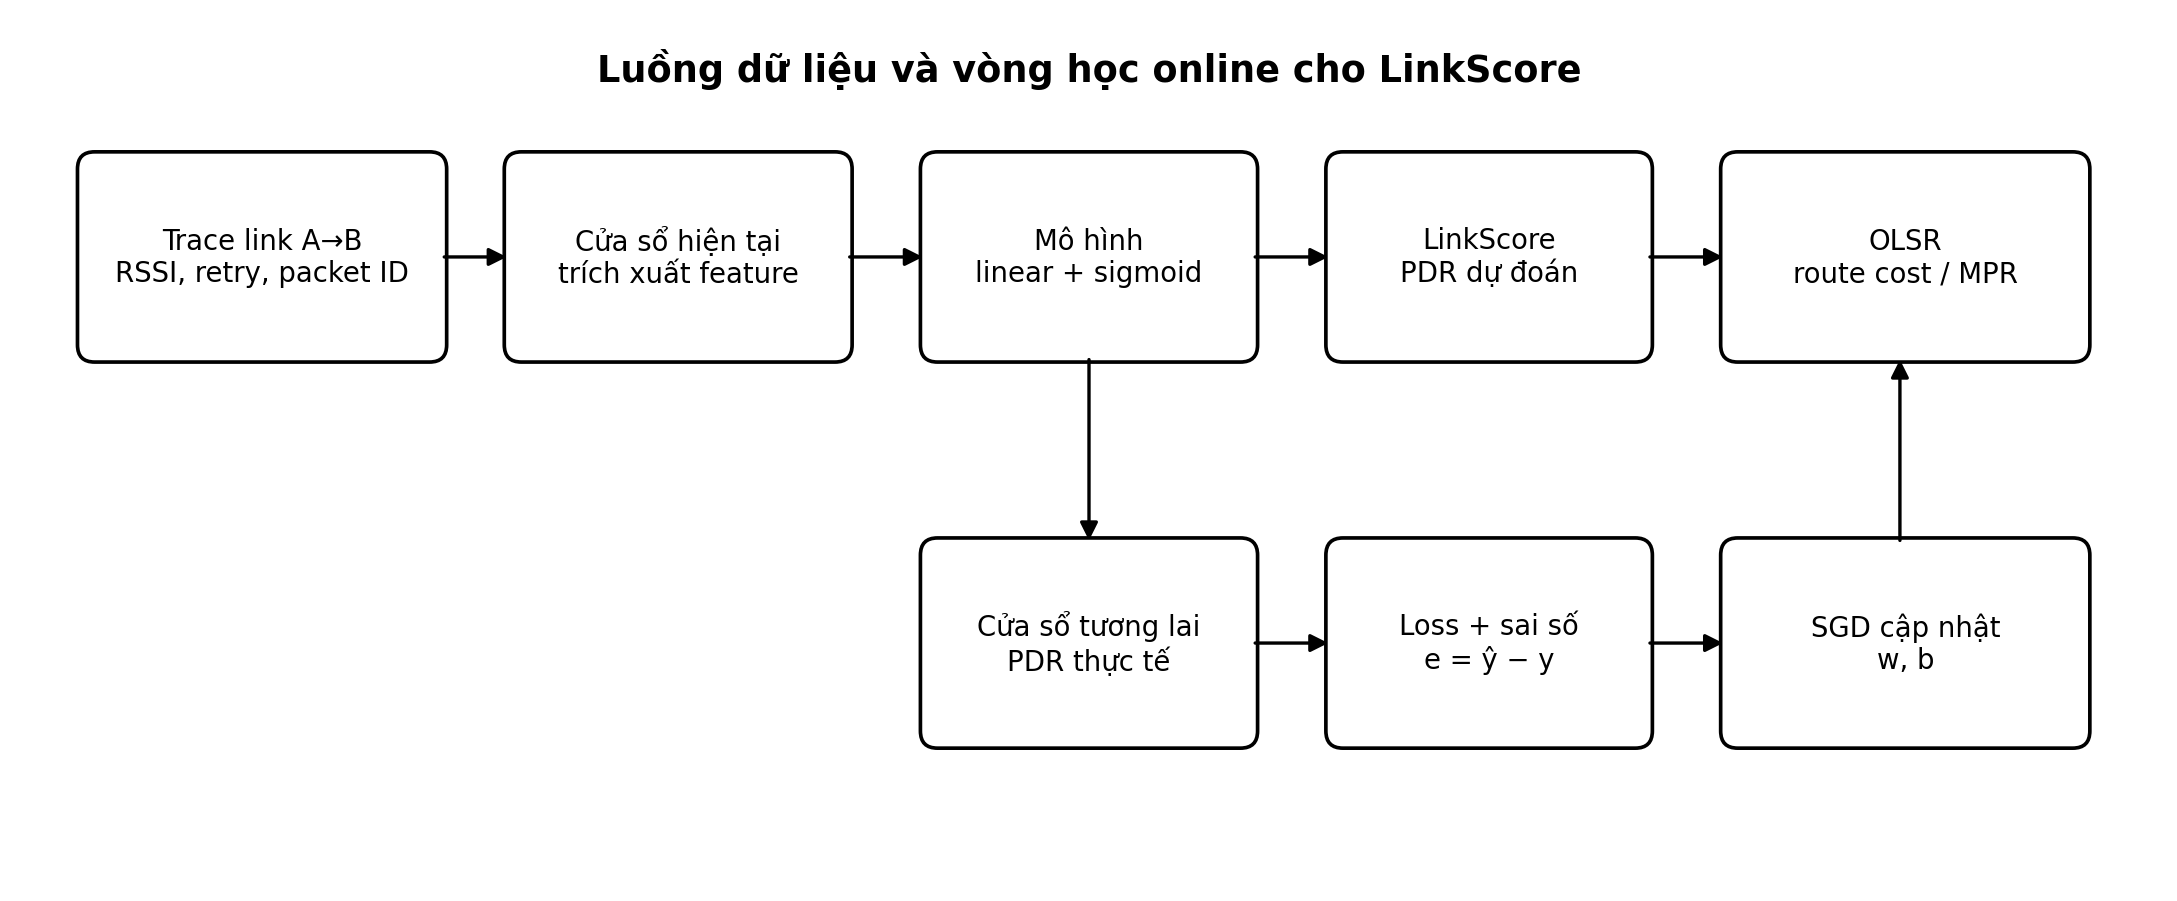 Luồng dữ liệu và vòng học online cho LinkScore
Trace link A→B
RSSI, retry, packet ID
Cửa sổ hiện tại
trích xuất feature
Mô hình
linear + sigmoid
LinkScore
PDR dự đoán
OLSR
route cost / MPR
Cửa sổ tương lai
PDR thực tế
Loss + sai số
e = ŷ − y
SGD cập nhật
w, b